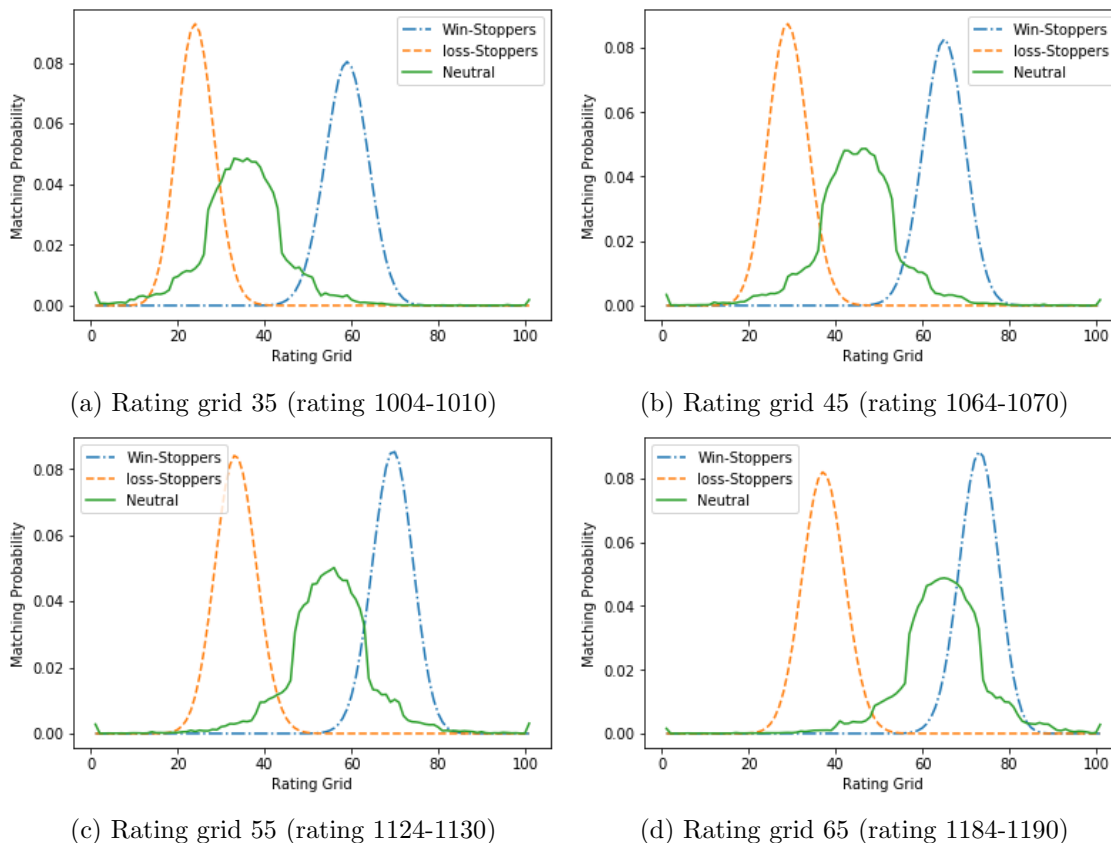 Win-Stoppers
loss-Stoppers
Neutral
0.08
0.06
0.04
0.02
0.00
Matching Probability
0 20 40 60 80 100
Rating Grid
(a) Rating grid 35 (rating 1004-1010)
Win-Stoppers
loss-Stoppers
Neutral
0.08
0.06
0.04
0.02
0.00
Matching Probability
0 20 40 60 80 100
Rating Grid
(b) Rating grid 45 (rating 1064-1070)
Win-Stoppers
loss-Stoppers
Neutral
0.08
0.06
0.04
0.02
0.00
Matching Probability
0 20 40 60 80 100
Rating Grid
(c) Rating grid 55 (rating 1124-1130)
Win-Stoppers
loss-Stoppers
Neutral
0.08
0.06
0.04
0.02
0.00
Matching Probability
0 20 40 60 80 100
Rating Grid
(d) Rating grid 65 (rating 1184-1190)